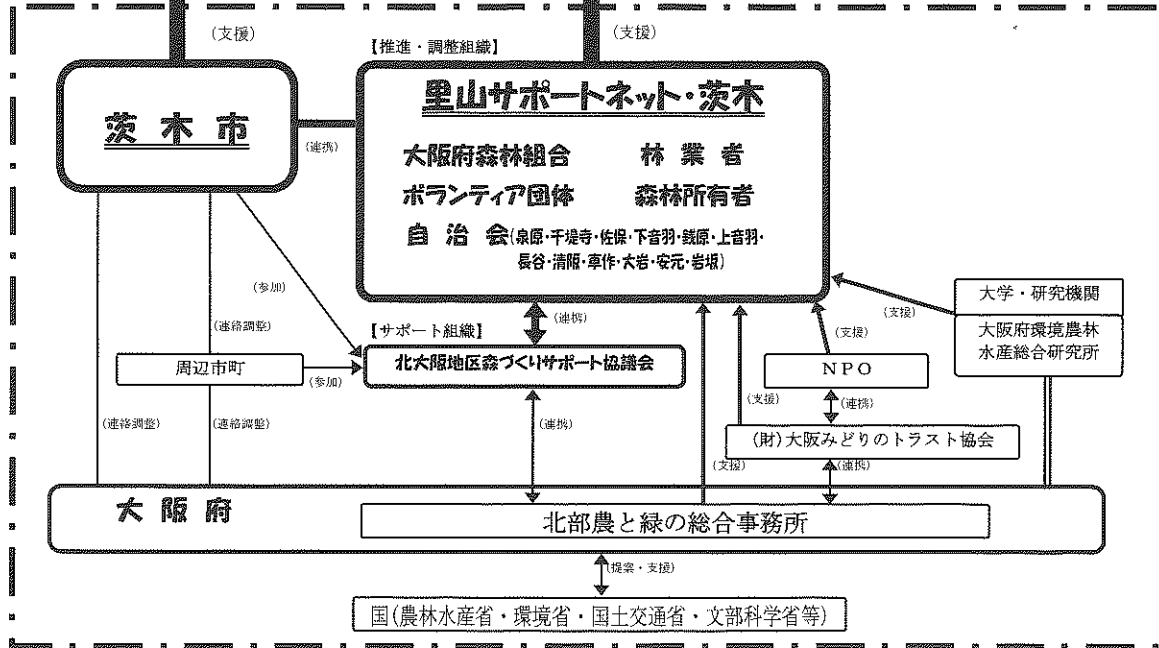 (支援)
(支援)
【推進・調整組織】
里山サポートネット・茨木
茨木市
(連携)
大阪府森林組合 林業者
ボランティア団体 森林所有者
自治会(泉原・千提寺・佐保・下音羽・銭原・上音羽・
長谷・清阪・車作・大岩・安元・岩坂)
(参加)
(支援)
大学・研究機関
大阪府環境農林
水産総合研究所
(連絡調整)
【サポート組織】
(連携)
(支援)
周辺市町
(参加)
北大阪地区森づくりサポート協議会
NPO
(連絡調整)
(連絡調整)
(連携)
(支援)
(連携)
(財)大阪みどりのトラスト協会
(支援)
(連携)
大阪府
北部農と緑の総合事務所
(提案・支援)
国(農林水産省・環境省・国土交通省・文部科学省等)